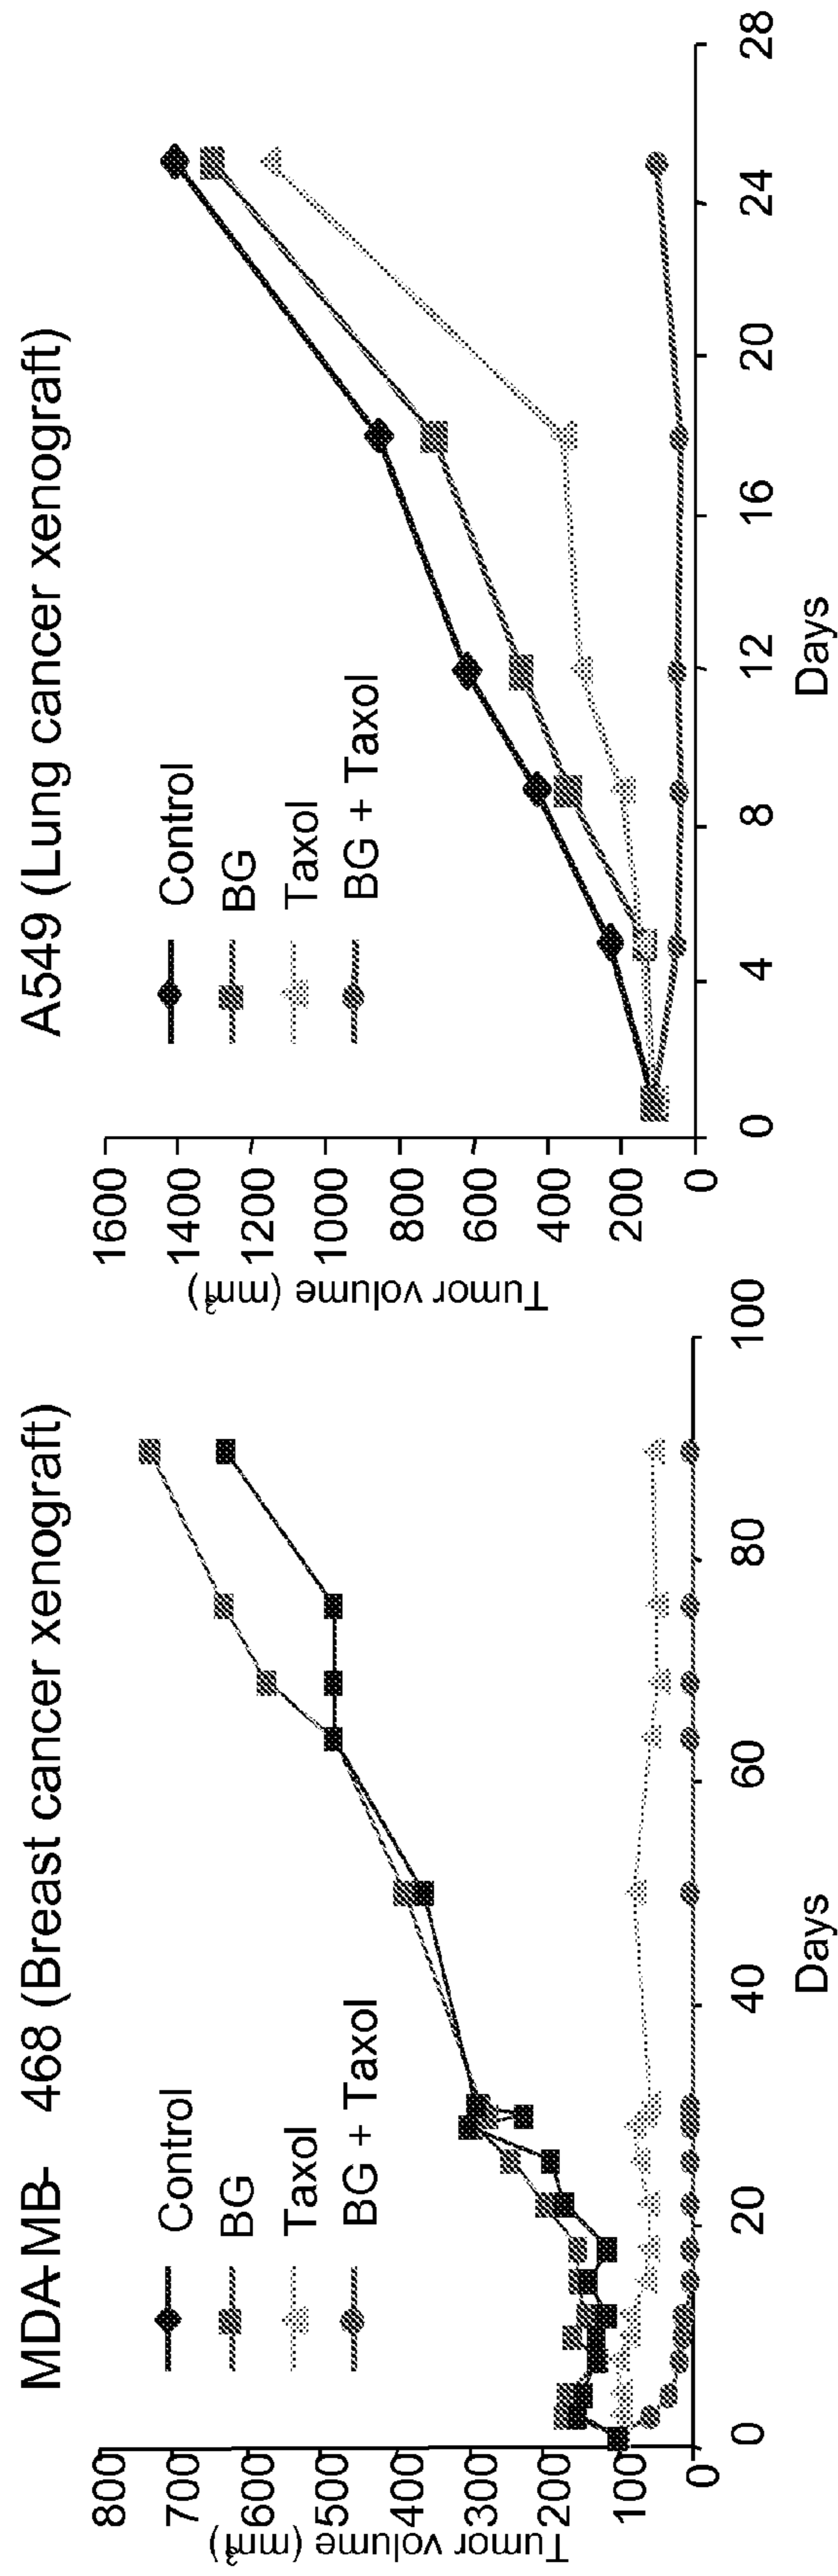 MDA-MB- 468 (Breast cancer xenograft)
Control
BG
Taxol
BG + Taxol
Tumor volume (mm³)
800
700
600
500
400
300
200
100
0
0
20
40
60
80
100
Days
A549 (Lung cancer xenograft)
Control
BG
Taxol
BG + Taxol
Tumor volume (mm³)
1600
1400
1200
1000
800
600
400
200
0
0
4
8
12
16
20
24
28
Days